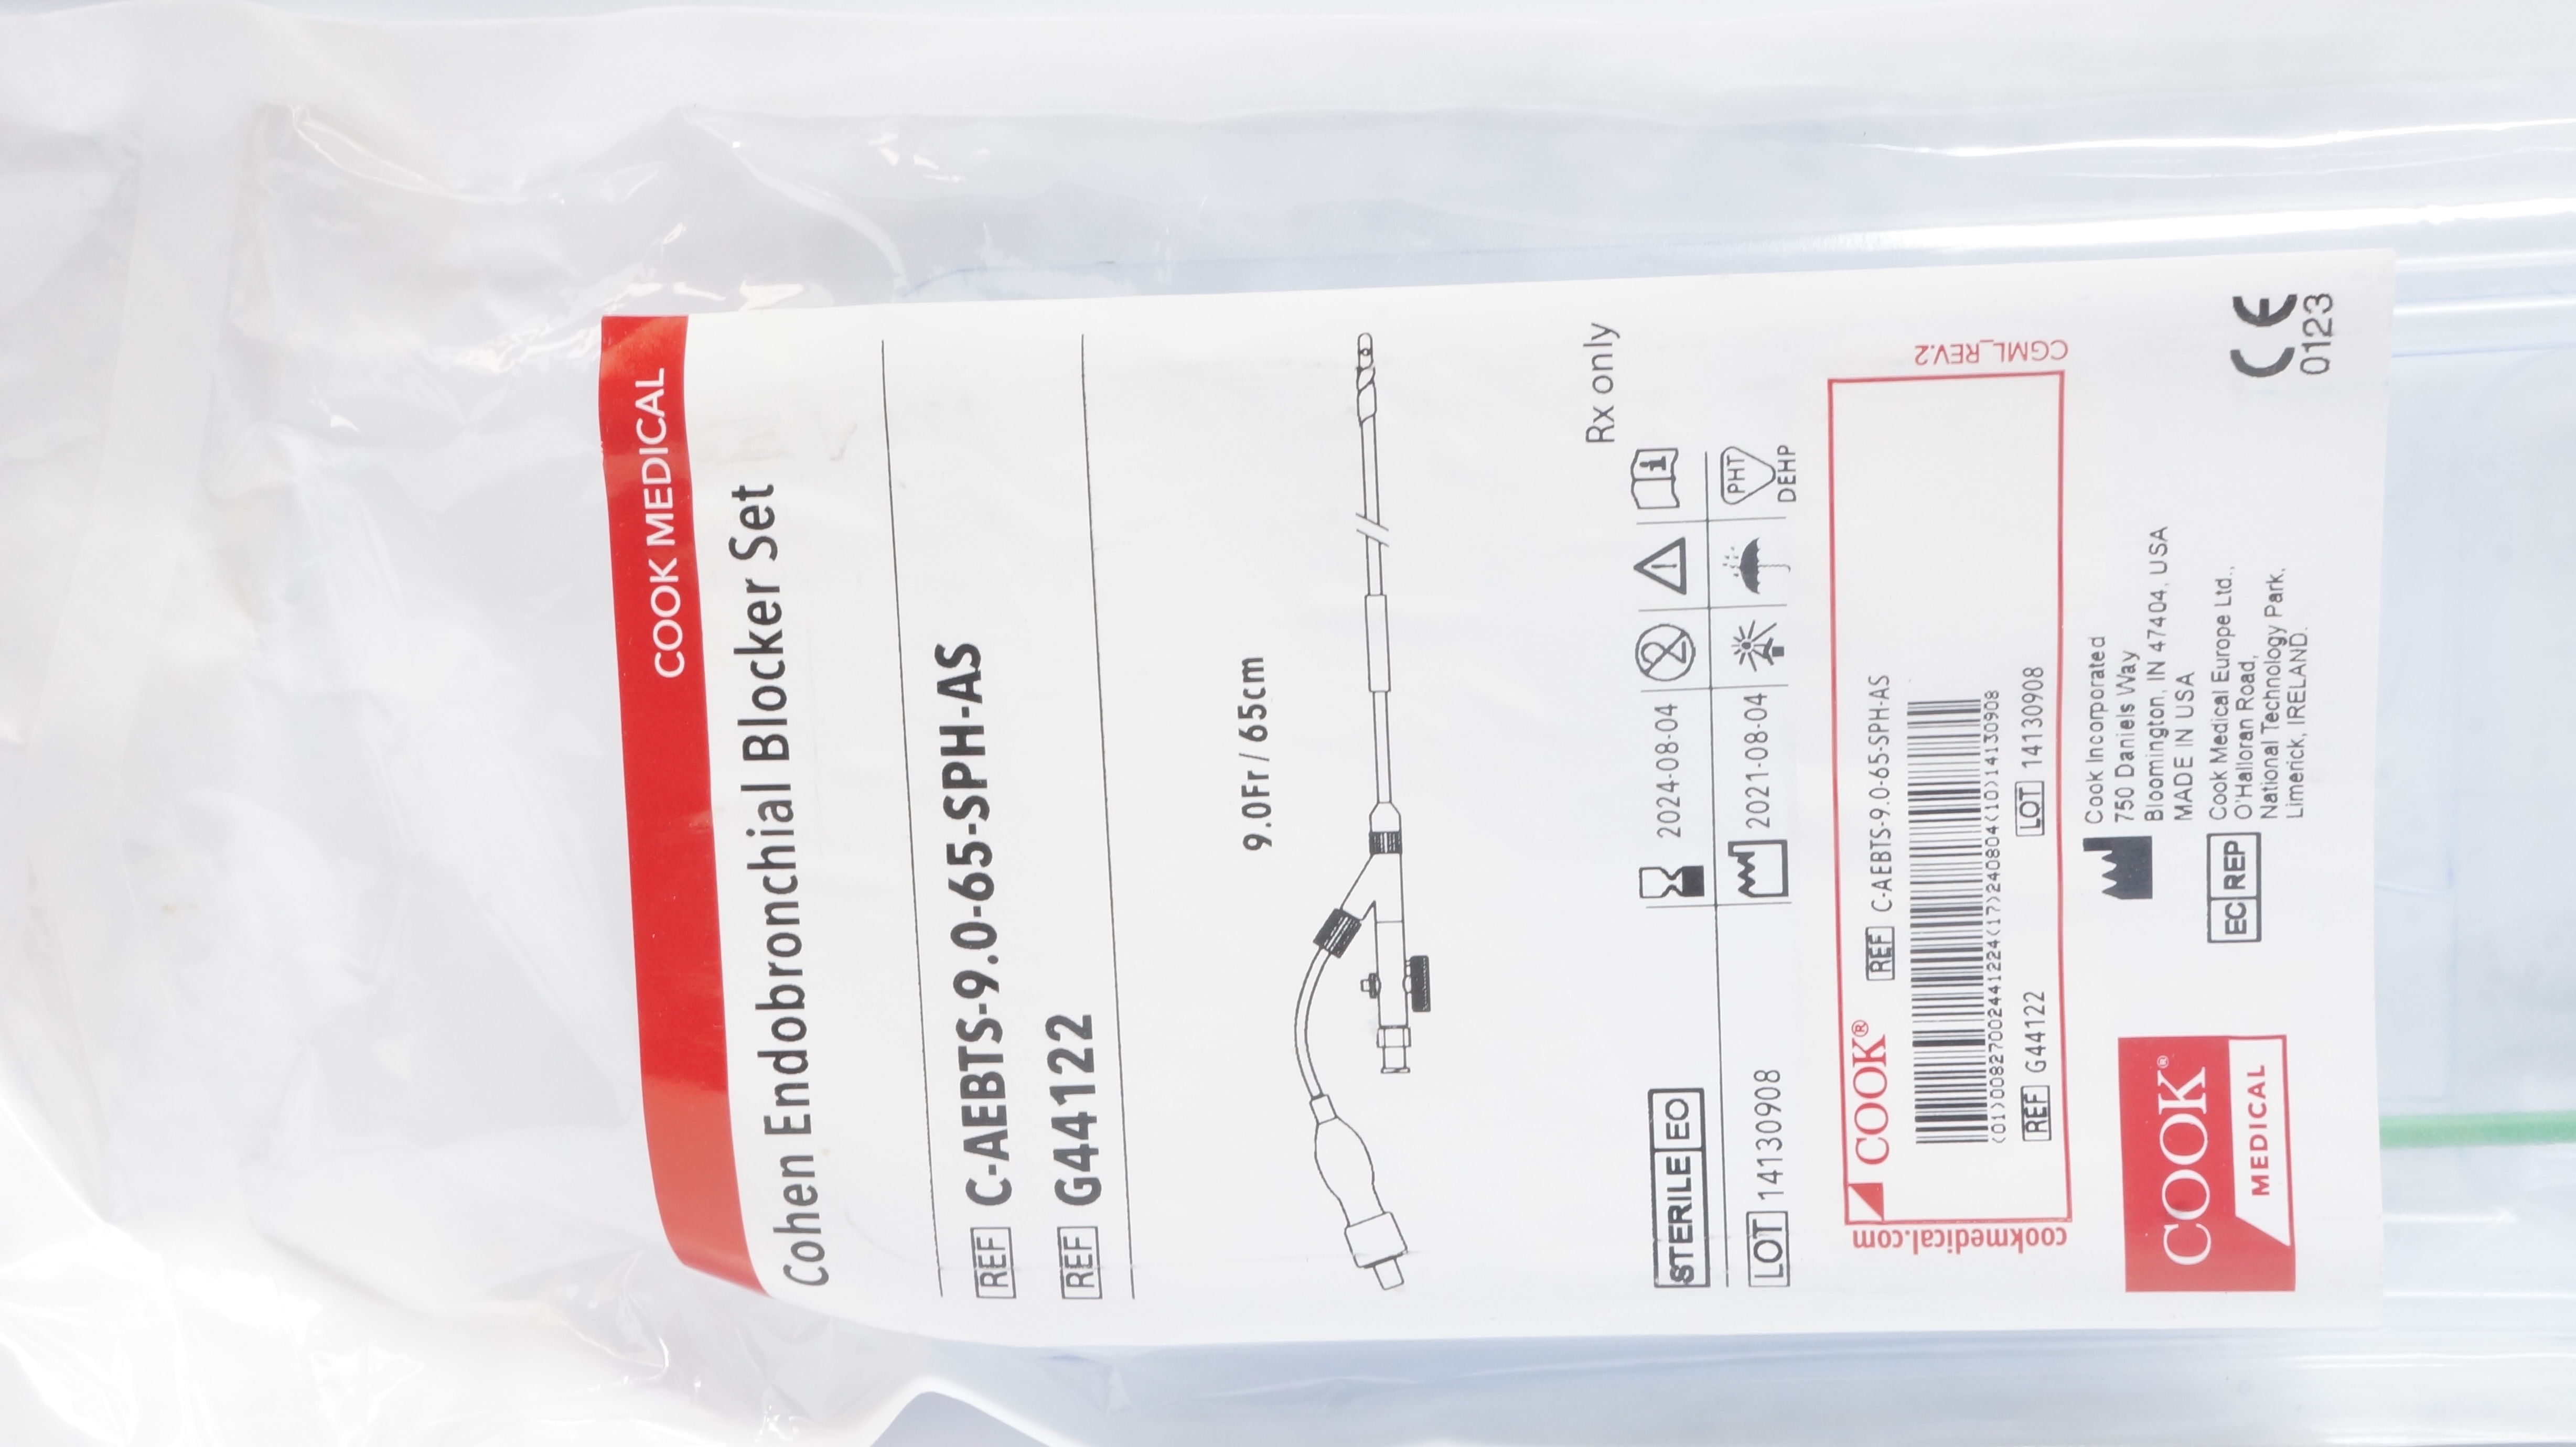 COOK MEDICAL
Cohen Endobronchial Blocker Set
REF C-AEBTS-9.0-65-SPH-AS
REF G44122
9.0Fr / 65cm
Rx only
STERILE EO
2024-08-04
LOT 14130908
2021-08-04
PHT
DEHP
CGML_REV.2
cookmedical.com
COOK®
REF C-AEBTS-9.0-65-SPH-AS
(01)00827002441224(17)240804(10)14130908
REF G44122
LOT 14130908
Cook Incorporated
750 Daniels Way
Bloomington, IN 47404, USA
MADE IN USA
EC REP
Cook Medical Europe Ltd.,
O'Halloran Road,
National Technology Park,
Limerick, IRELAND.
COOK®
MEDICAL
CE
0123